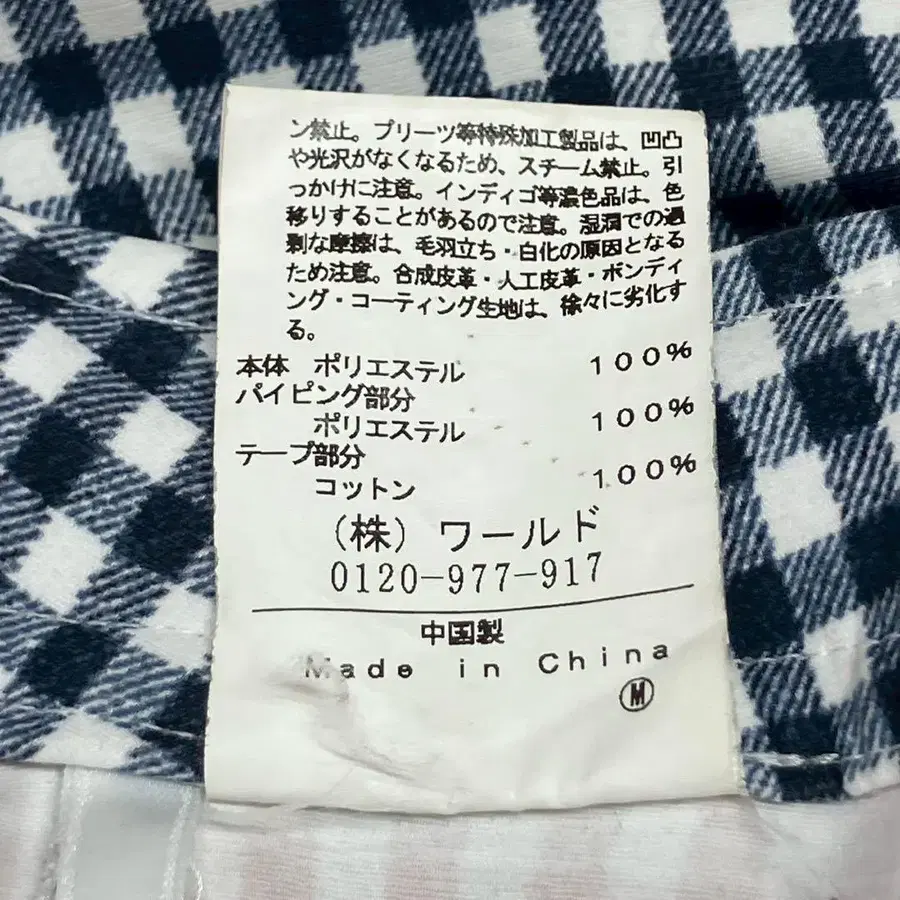 ン禁止。プリーツ等特殊加工製品は、凹凸
や光沢がなくなるため、スチーム禁止。引
っかけに注意。インディゴ等濃色品は、色
移りすることがあるので注意。湿潤での過
剰な摩擦は、毛羽立ち・白化の原因となる
ため注意。合成皮革・人工皮革・ボンディ
ング・コーティング生地は、徐々に劣化す
る。
本体 ポリエステル 100%
パイピング部分
ポリエステル 100%
テープ部分
コットン 100%
(株) ワールド
0120-977-917
中国製
Made in China
M